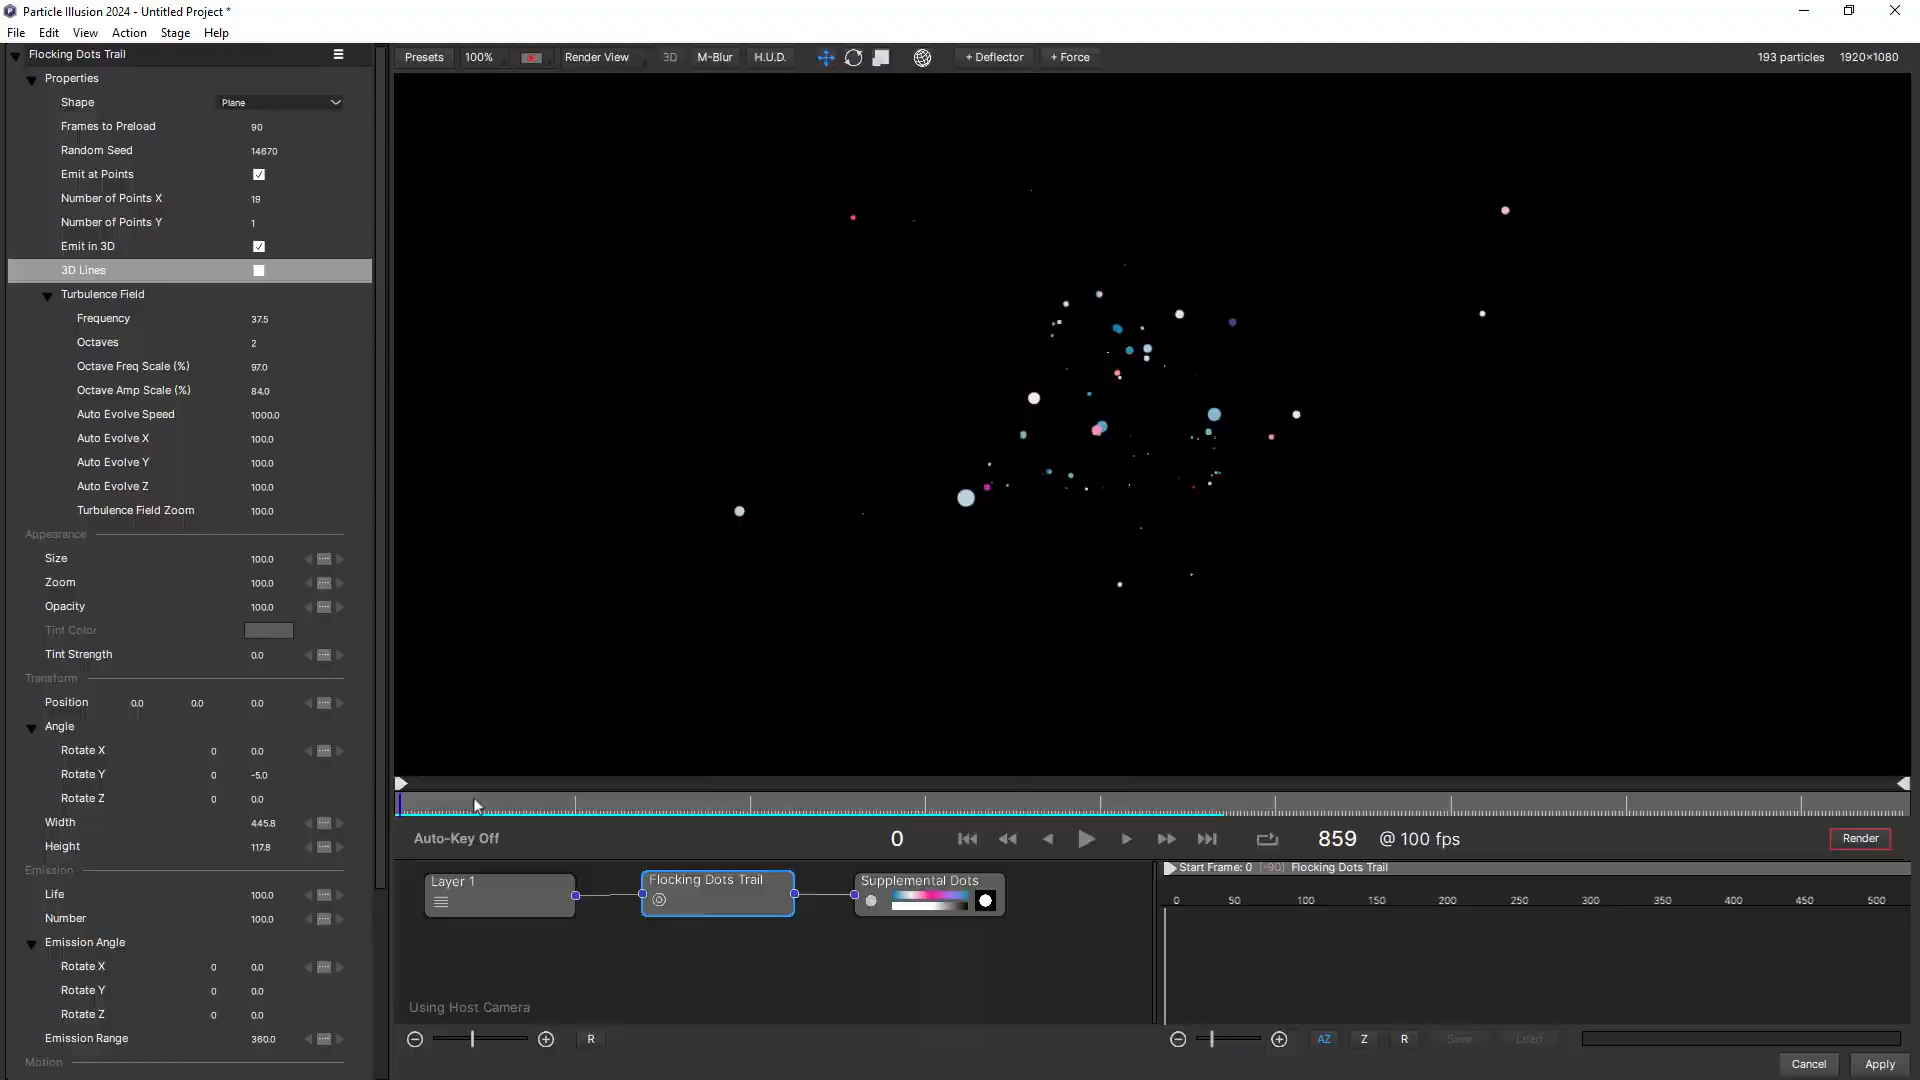 Particle Illusion 2024 - Untitled Project *
File Edit View Action Stage Help
Flocking Dots Trail
Presets 100% Render View 3D M-Blur H.U.D. + Deflector + Force 193 particles 1920×1080
Properties
Shape Plane
Frames to Preload 90
Random Seed 14670
Emit at Points
Number of Points X 19
Number of Points Y 1
Emit in 3D
3D Lines
Turbulence Field
Frequency 37.5
Octaves 2
Octave Freq Scale (%) 97.0
Octave Amp Scale (%) 84.0
Auto Evolve Speed 1000.0
Auto Evolve X 100.0
Auto Evolve Y 100.0
Auto Evolve Z 100.0
Turbulence Field Zoom 100.0
Appearance
Size 100.0
Zoom 100.0
Opacity 100.0
Tint Color
Tint Strength 0.0
Transform
Position 0.0 0.0 0.0
Angle
Rotate X 0 0.0
Rotate Y 0 -5.0
Rotate Z 0 0.0
Width 445.8
Height 117.8
Emission
Life 100.0
Number 100.0
Emission Angle
Rotate X 0 0.0
Rotate Y 0 0.0
Rotate Z 0 0.0
Emission Range 360.0
Motion
Auto-Key Off 0 859 @ 100 fps Render
Layer 1
Flocking Dots Trail
Supplemental Dots
Using Host Camera
R
Start Frame: 0 [-90] Flocking Dots Trail
0 50 100 150 200 250 300 350 400 450 500
AZ Z R Save Load
Cancel Apply